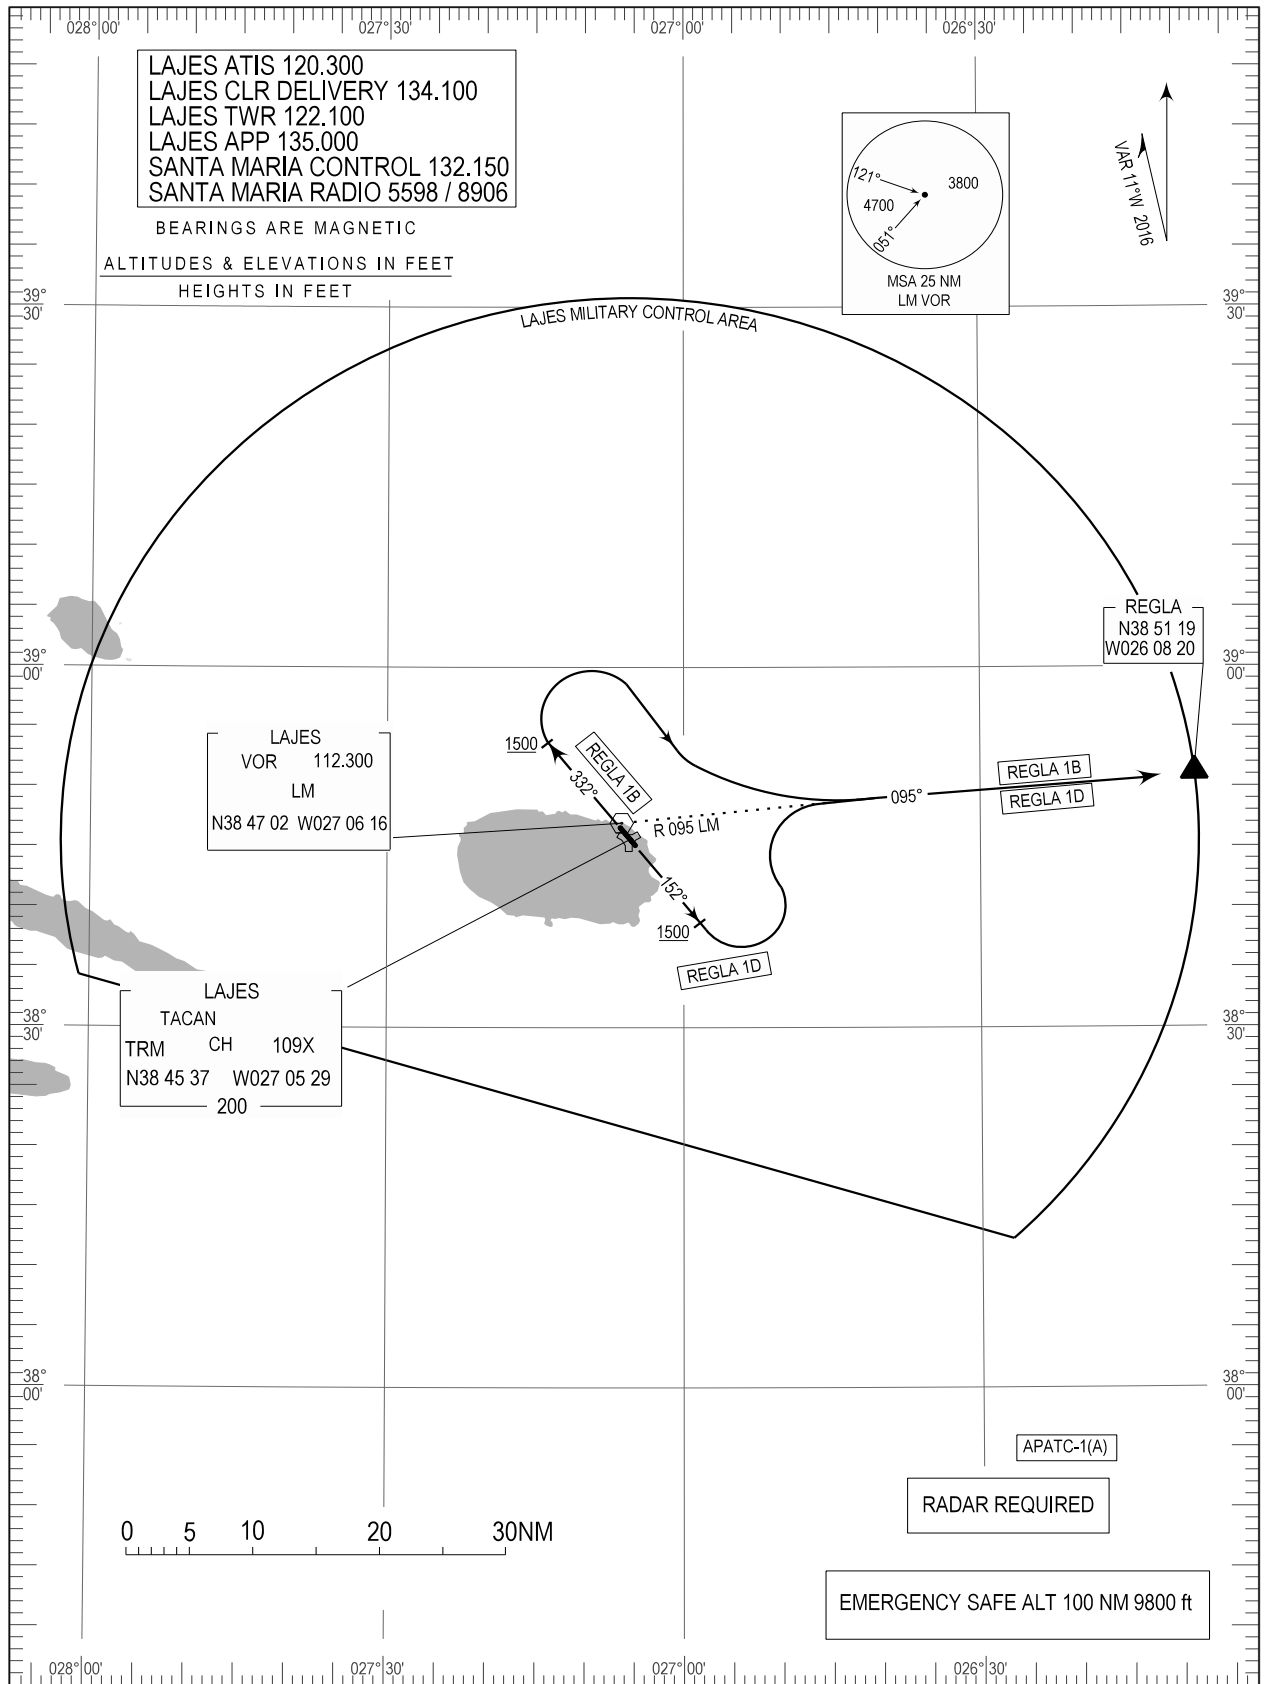 028° 00'
027° 30'
027° 00'
026° 30'
LAJES ATIS 120.300
LAJES CLR DELIVERY 134.100
LAJES TWR 122.100
LAJES APP 135.000
SANTA MARIA CONTROL 132.150
SANTA MARIA RADIO 5598 / 8906
BEARINGS ARE MAGNETIC
ALTITUDES & ELEVATIONS IN FEET
HEIGHTS IN FEET
121°
3800
4700
051°
MSA 25 NM
LM VOR
VAR 11°W 2016
39°
30'
39°
30'
LAJES MILITARY CONTROL AREA
REGLA
N38 51 19
W026 08 20
39°
00'
39°
00'
LAJES
VOR 112.300
LM
N38 47 02 W027 06 16
1500
REGLA 1B
332°
R 095 LM
095°
REGLA 1B
REGLA 1D
152°
1500
REGLA 1D
LAJES
TACAN
TRM CH 109X
N38 45 37 W027 05 29
200
38°
30'
38°
30'
38°
00'
38°
00'
APATC-1(A)
RADAR REQUIRED
0 5 10 20 30NM
EMERGENCY SAFE ALT 100 NM 9800 ft
028° 00'
027° 30'
027° 00'
026° 30'